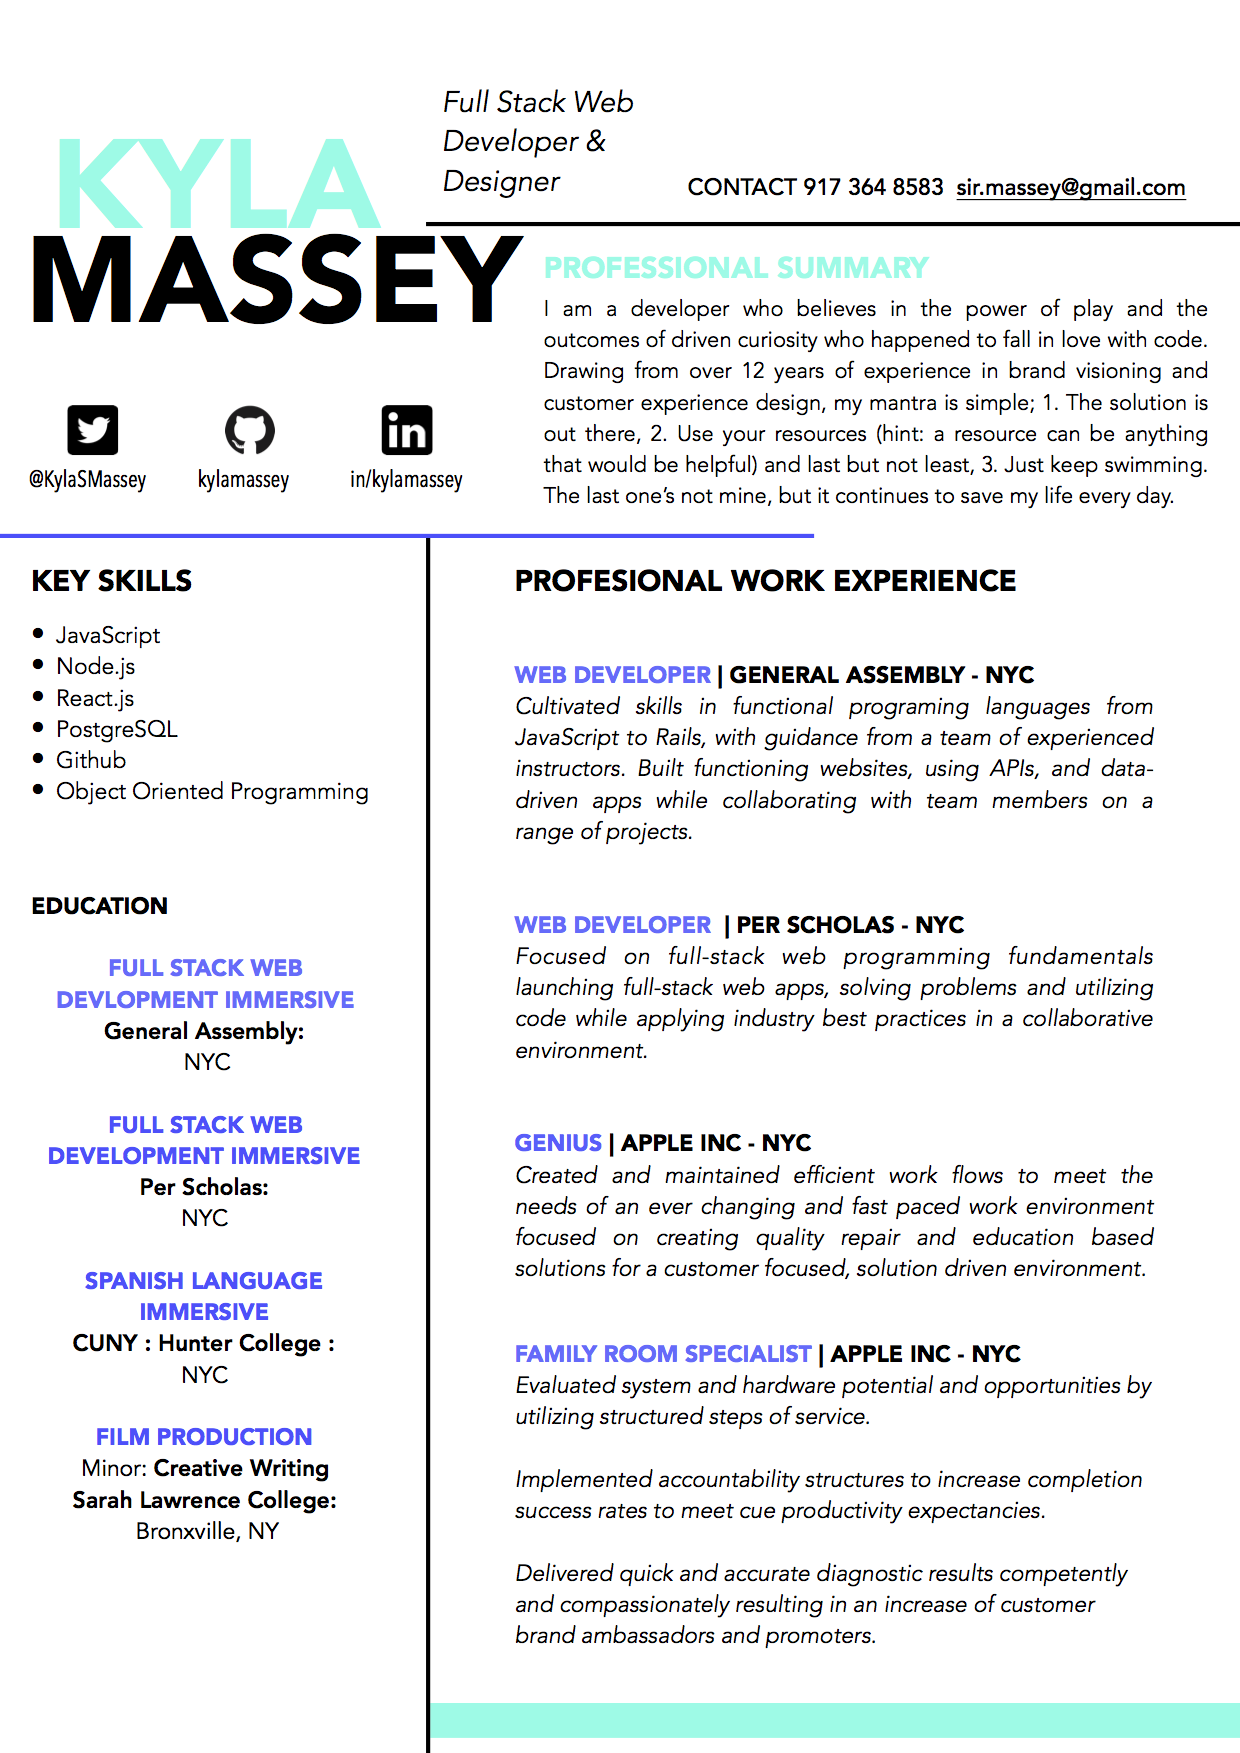 KYLA
MASSEY
Full Stack Web
Developer &
Designer
CONTACT 917 364 8583 sir.massey@gmail.com
@KylaSMassey
kylamassey
in
in/kylamassey
PROFESSIONAL SUMMARY
I am a developer who believes in the power of play and the
outcomes of driven curiosity who happened to fall in love with code.
Drawing from over 12 years of experience in brand visioning and
customer experience design, my mantra is simple; 1. The solution is
out there, 2. Use your resources (hint: a resource can be anything
that would be helpful) and last but not least, 3. Just keep swimming.
The last one's not mine, but it continues to save my life every day.
KEY SKILLS
• JavaScript
• Node.js
• React.js
• PostgreSQL
• Github
• Object Oriented Programming
EDUCATION
FULL STACK WEB
DEVLOPMENT IMMERSIVE
General Assembly:
NYC
FULL STACK WEB
DEVELOPMENT IMMERSIVE
Per Scholas:
NYC
SPANISH LANGUAGE
IMMERSIVE
CUNY : Hunter College :
NYC
FILM PRODUCTION
Minor: Creative Writing
Sarah Lawrence College:
Bronxville, NY
PROFESIONAL WORK EXPERIENCE
WEB DEVELOPER | GENERAL ASSEMBLY - NYC
Cultivated skills in functional programing languages from
JavaScript to Rails, with guidance from a team of experienced
instructors. Built functioning websites, using APIs, and data-
driven apps while collaborating with team members on a
range of projects.
WEB DEVELOPER | PER SCHOLAS - NYC
Focused on full-stack web programming fundamentals
launching full-stack web apps, solving problems and utilizing
code while applying industry best practices in a collaborative
environment.
GENIUS | APPLE INC - NYC
Created and maintained efficient work flows to meet the
needs of an ever changing and fast paced work environment
focused on creating quality repair and education based
solutions for a customer focused, solution driven environment.
FAMILY ROOM SPECIALIST | APPLE INC - NYC
Evaluated system and hardware potential and opportunities by
utilizing structured steps of service.
Implemented accountability structures to increase completion
success rates to meet cue productivity expectancies.
Delivered quick and accurate diagnostic results competently
and compassionately resulting in an increase of customer
brand ambassadors and promoters.